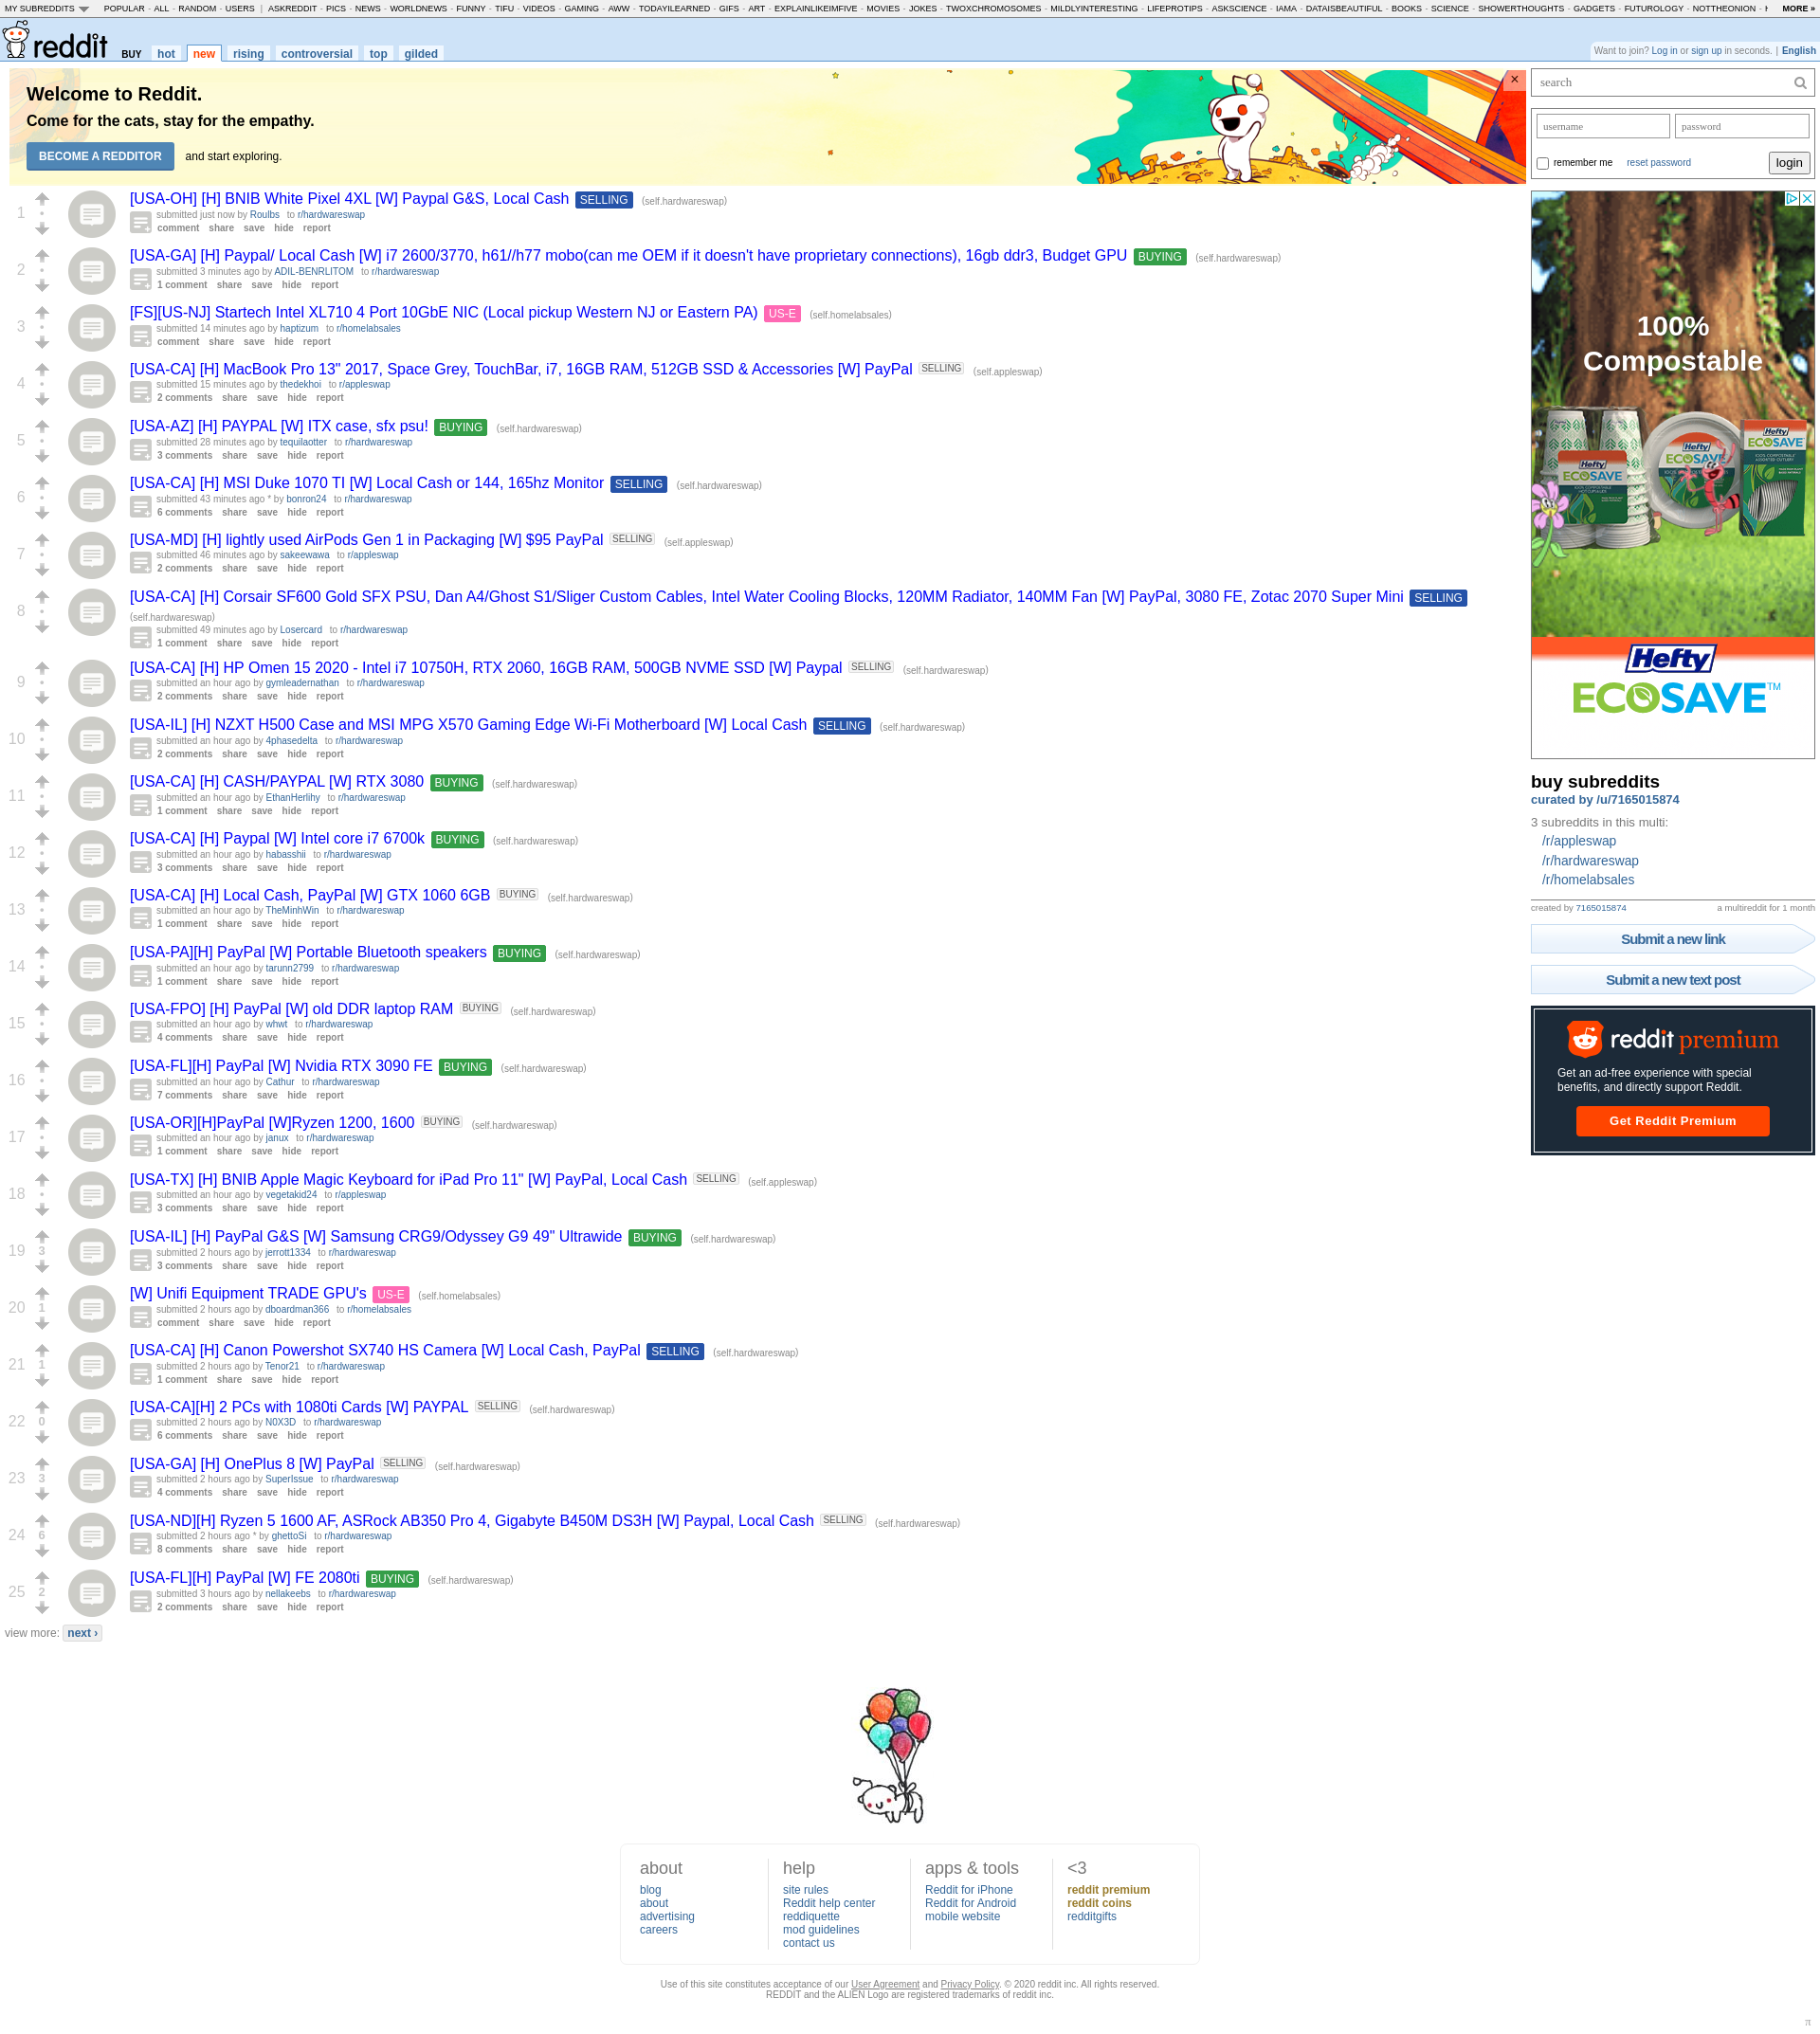 MY SUBREDDITS POPULAR - ALL - RANDOM - USERS | ASKREDDIT - PICS - NEWS - WORLDNEWS - FUNNY - TIFU - VIDEOS - GAMING - AWW - TODAYILEARNED - GIFS - ART - EXPLAINLIKEIMFIVE - MOVIES - JOKES - TWOXCHROMOSOMES - MILDLYINTERESTING - LIFEPROTIPS - ASKSCIENCE - IAMA - DATAISBEAUTIFUL - BOOKS - SCIENCE - SHOWERTHOUGHTS - GADGETS - FUTUROLOGY - NOTTHEONION - MORE »
reddit BUY hot new rising controversial top gilded
Want to join? Log in or sign up in seconds. | English
Welcome to Reddit.
Come for the cats, stay for the empathy.
BECOME A REDDITOR and start exploring.
×
1 [USA-OH] [H] BNIB White Pixel 4XL [W] Paypal G&S, Local Cash SELLING (self.hardwareswap)
submitted just now by Roulbs to r/hardwareswap
comment share save hide report
2 [USA-GA] [H] Paypal/ Local Cash [W] i7 2600/3770, h61//h77 mobo(can me OEM if it doesn't have proprietary connections), 16gb ddr3, Budget GPU BUYING (self.hardwareswap)
submitted 3 minutes ago by ADIL-BENRLITOM to r/hardwareswap
1 comment share save hide report
3 [FS][US-NJ] Startech Intel XL710 4 Port 10GbE NIC (Local pickup Western NJ or Eastern PA) US-E (self.homelabsales)
submitted 14 minutes ago by haptizum to r/homelabsales
comment share save hide report
4 [USA-CA] [H] MacBook Pro 13" 2017, Space Grey, TouchBar, i7, 16GB RAM, 512GB SSD & Accessories [W] PayPal SELLING (self.appleswap)
submitted 15 minutes ago by thedekhoi to r/appleswap
2 comments share save hide report
5 [USA-AZ] [H] PAYPAL [W] ITX case, sfx psu! BUYING (self.hardwareswap)
submitted 28 minutes ago by tequilaotter to r/hardwareswap
3 comments share save hide report
6 [USA-CA] [H] MSI Duke 1070 TI [W] Local Cash or 144, 165hz Monitor SELLING (self.hardwareswap)
submitted 43 minutes ago * by bonron24 to r/hardwareswap
6 comments share save hide report
7 [USA-MD] [H] lightly used AirPods Gen 1 in Packaging [W] $95 PayPal SELLING (self.appleswap)
submitted 46 minutes ago by sakeewawa to r/appleswap
2 comments share save hide report
8 [USA-CA] [H] Corsair SF600 Gold SFX PSU, Dan A4/Ghost S1/Sliger Custom Cables, Intel Water Cooling Blocks, 120MM Radiator, 140MM Fan [W] PayPal, 3080 FE, Zotac 2070 Super Mini SELLING
(self.hardwareswap)
submitted 49 minutes ago by Losercard to r/hardwareswap
1 comment share save hide report
9 [USA-CA] [H] HP Omen 15 2020 - Intel i7 10750H, RTX 2060, 16GB RAM, 500GB NVME SSD [W] Paypal SELLING (self.hardwareswap)
submitted an hour ago by gymleadernathan to r/hardwareswap
2 comments share save hide report
10 [USA-IL] [H] NZXT H500 Case and MSI MPG X570 Gaming Edge Wi-Fi Motherboard [W] Local Cash SELLING (self.hardwareswap)
submitted an hour ago by 4phasedelta to r/hardwareswap
2 comments share save hide report
11 [USA-CA] [H] CASH/PAYPAL [W] RTX 3080 BUYING (self.hardwareswap)
submitted an hour ago by EthanHerlihy to r/hardwareswap
1 comment share save hide report
12 [USA-CA] [H] Paypal [W] Intel core i7 6700k BUYING (self.hardwareswap)
submitted an hour ago by habasshii to r/hardwareswap
3 comments share save hide report
13 [USA-CA] [H] Local Cash, PayPal [W] GTX 1060 6GB BUYING (self.hardwareswap)
submitted an hour ago by TheMinhWin to r/hardwareswap
1 comment share save hide report
14 [USA-PA][H] PayPal [W] Portable Bluetooth speakers BUYING (self.hardwareswap)
submitted an hour ago by tarunn2799 to r/hardwareswap
1 comment share save hide report
15 [USA-FPO] [H] PayPal [W] old DDR laptop RAM BUYING (self.hardwareswap)
submitted an hour ago by whwt to r/hardwareswap
4 comments share save hide report
16 [USA-FL][H] PayPal [W] Nvidia RTX 3090 FE BUYING (self.hardwareswap)
submitted an hour ago by Cathur to r/hardwareswap
7 comments share save hide report
17 [USA-OR][H]PayPal [W]Ryzen 1200, 1600 BUYING (self.hardwareswap)
submitted an hour ago by janux to r/hardwareswap
1 comment share save hide report
18 [USA-TX] [H] BNIB Apple Magic Keyboard for iPad Pro 11" [W] PayPal, Local Cash SELLING (self.appleswap)
submitted an hour ago by vegetakid24 to r/appleswap
3 comments share save hide report
19 3 [USA-IL] [H] PayPal G&S [W] Samsung CRG9/Odyssey G9 49" Ultrawide BUYING (self.hardwareswap)
submitted 2 hours ago by jerrott1334 to r/hardwareswap
3 comments share save hide report
20 1 [W] Unifi Equipment TRADE GPU's US-E (self.homelabsales)
submitted 2 hours ago by dboardman366 to r/homelabsales
comment share save hide report
21 1 [USA-CA] [H] Canon Powershot SX740 HS Camera [W] Local Cash, PayPal SELLING (self.hardwareswap)
submitted 2 hours ago by Tenor21 to r/hardwareswap
1 comment share save hide report
22 0 [USA-CA][H] 2 PCs with 1080ti Cards [W] PAYPAL SELLING (self.hardwareswap)
submitted 2 hours ago by N0X3D to r/hardwareswap
6 comments share save hide report
23 3 [USA-GA] [H] OnePlus 8 [W] PayPal SELLING (self.hardwareswap)
submitted 2 hours ago by SuperIssue to r/hardwareswap
4 comments share save hide report
24 6 [USA-ND][H] Ryzen 5 1600 AF, ASRock AB350 Pro 4, Gigabyte B450M DS3H [W] Paypal, Local Cash SELLING (self.hardwareswap)
submitted 2 hours ago * by ghettoSi to r/hardwareswap
8 comments share save hide report
25 2 [USA-FL][H] PayPal [W] FE 2080ti BUYING (self.hardwareswap)
submitted 3 hours ago by nellakeebs to r/hardwareswap
2 comments share save hide report
view more: next ›
search
username password
remember me reset password login
100%
Compostable
Hefty
ECOSAVE
Hefty
ECOSAVE
Hefty
ECOSAVE
Hefty
ECOSAVE™
buy subreddits
curated by /u/7165015874
3 subreddits in this multi:
/r/appleswap
/r/hardwareswap
/r/homelabsales
created by 7165015874 a multireddit for 1 month
Submit a new link
Submit a new text post
reddit premium
Get an ad-free experience with special
benefits, and directly support Reddit.
Get Reddit Premium
about
blog
about
advertising
careers
help
site rules
Reddit help center
reddiquette
mod guidelines
contact us
apps & tools
Reddit for iPhone
Reddit for Android
mobile website
<3
reddit premium
reddit coins
redditgifts
Use of this site constitutes acceptance of our User Agreement and Privacy Policy. © 2020 reddit inc. All rights reserved.
REDDIT and the ALIEN Logo are registered trademarks of reddit inc.
π